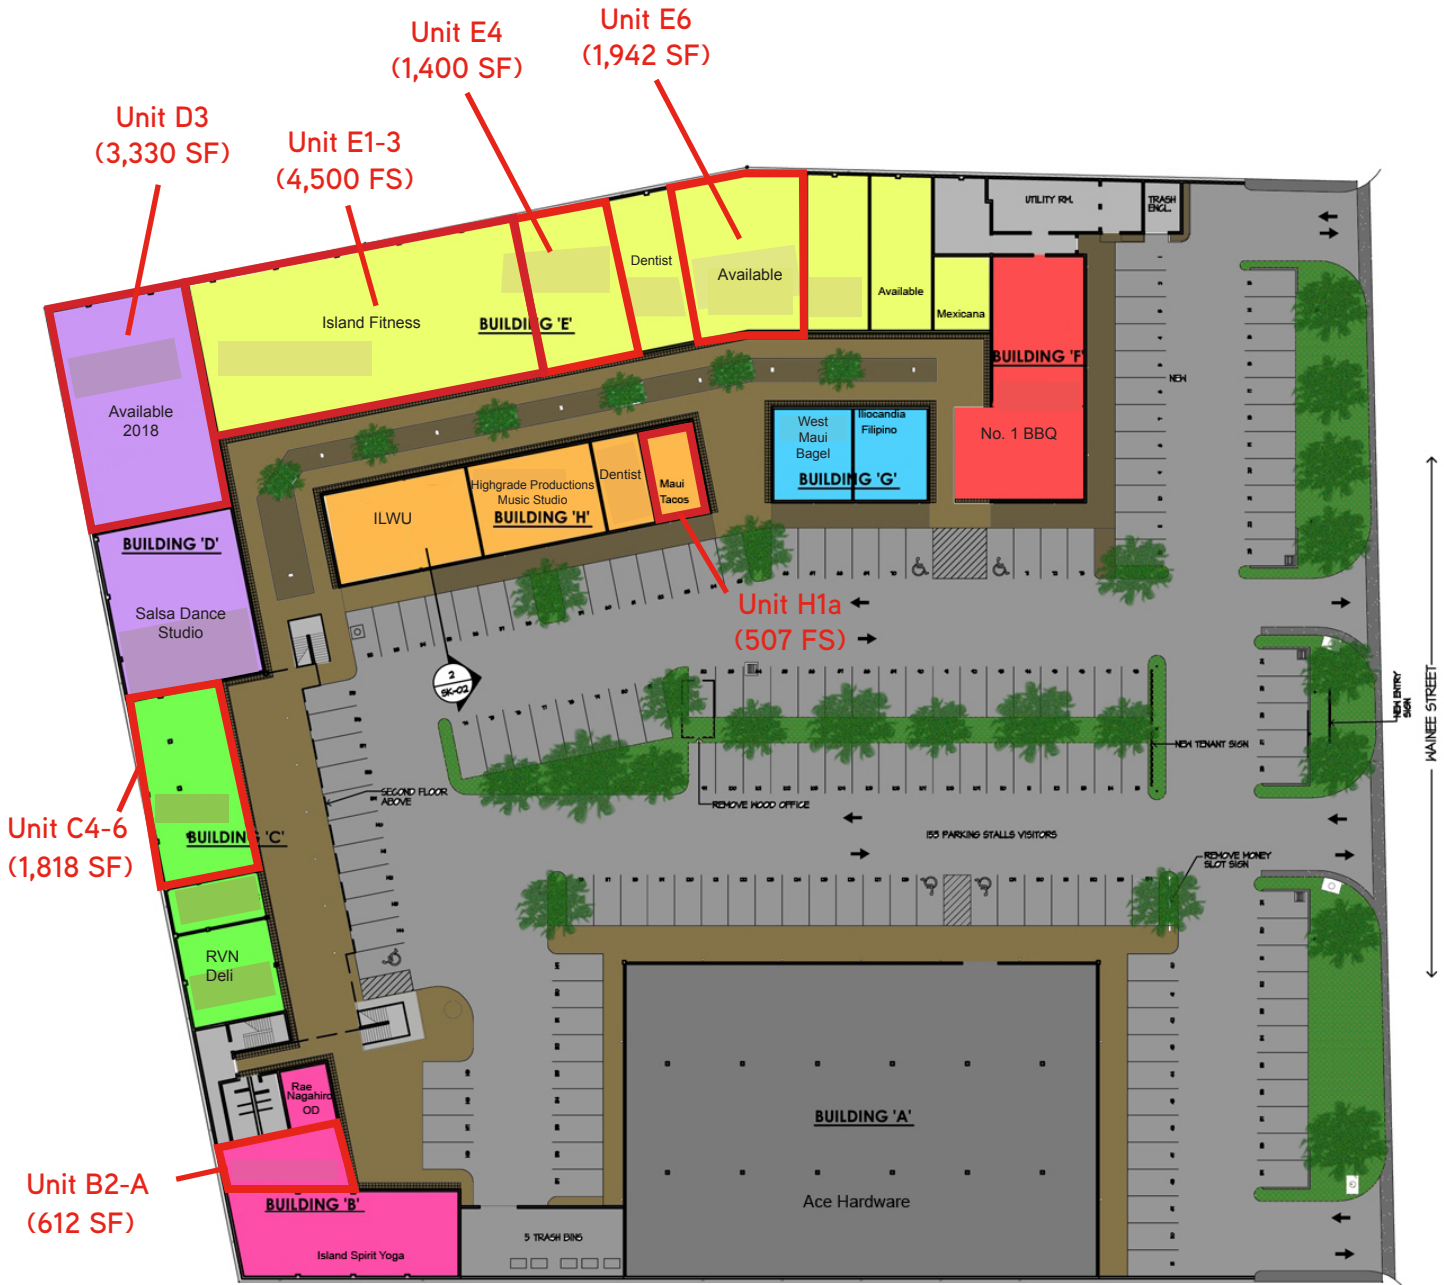 Unit E6
(1,942 SF)
Unit E4
(1,400 SF)
Unit D3
(3,330 SF)
Unit E1-3
(4,500 FS)
UTILITY RM.
TRASH
ENCL.
Dentist
Available
Available
Mexicana
Island Fitness
BUILDING 'E'
BUILDING 'F'
NEW
Available
2018
West
Maui
Bagel
Iliocandia
Filipino
BUILDING 'G'
No. 1 BBQ
ILWU
Highgrade Productions
Music Studio
BUILDING 'H'
Dentist
Maui
Tacos
BUILDING 'D'
Salsa Dance
Studio
Unit H1a
(507 FS)
2
SK-02
NEW ENTRY
SIGN
WAINEE STREET
NEW TENANT SIGN
SECOND FLOOR
ABOVE
REMOVE WOOD OFFICE
Unit C4-6
(1,818 SF)
BUILDING 'C'
155 PARKING STALLS VISITORS
REMOVE MONEY
SLOT SIGN
RVN
Deli
Rae
Nagahiro
OD
BUILDING 'A'
Ace Hardware
Unit B2-A
(612 SF)
BUILDING 'B'
Island Spirit Yoga
5 TRASH BINS